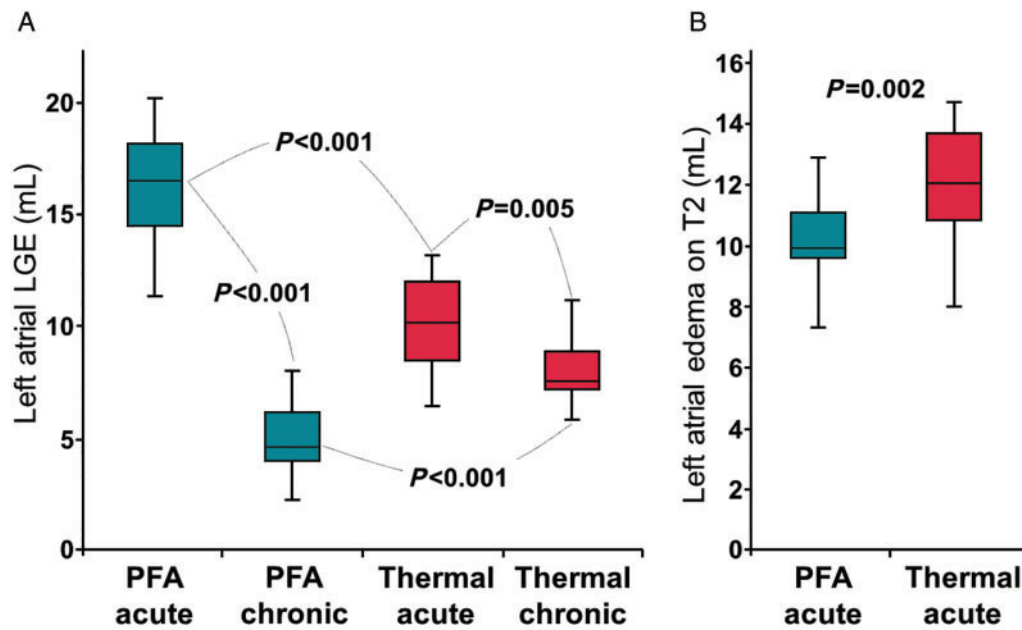 A
Left atrial LGE (mL)
20
15
10
5
0
P<0.001
P=0.005
P<0.001
P<0.001
PFA
acute
PFA
chronic
Thermal
acute
Thermal
chronic
B
Left atrial edema on T2 (mL)
16
14
12
10
8
6
4
2
0
P=0.002
PFA
acute
Thermal
acute